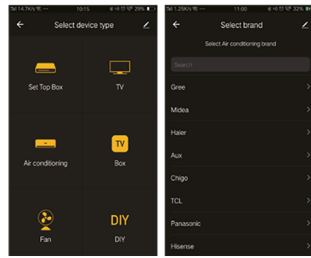 10:15
Select device type
Set Top Box
TV
Air conditioning
TV
Box
Fan
DIY
DIY
11:00
Select brand
Select Air conditioning brand
Search
Gree
Midea
Haier
Aux
Chigo
TCL
Panasonic
Hisense